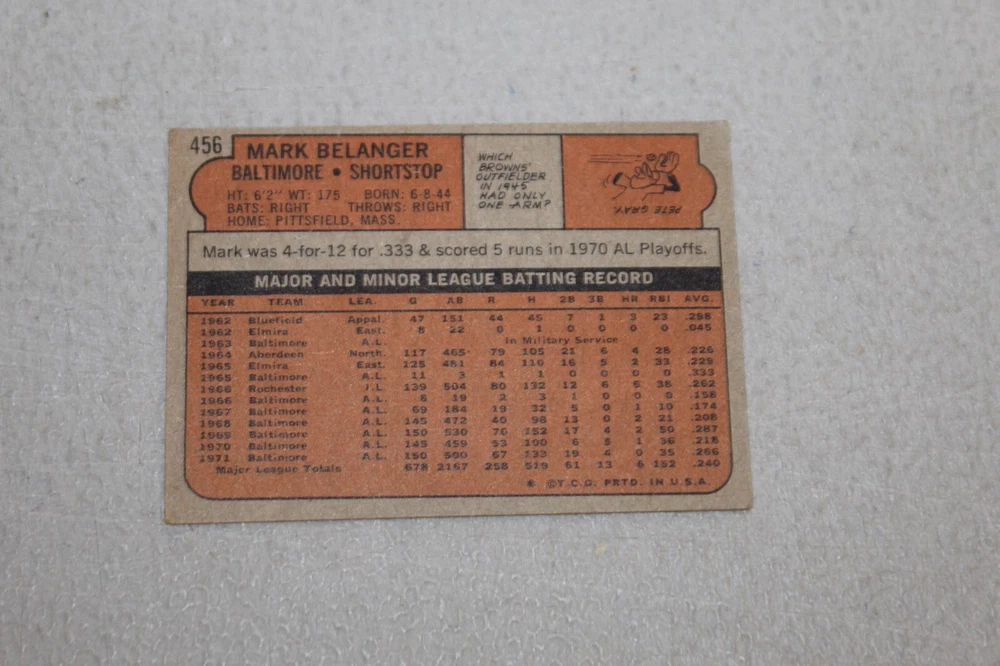 456
MARK BELANGER
BALTIMORE • SHORTSTOP
HT: 6'2" WT: 175 BORN: 6-8-44
BATS: RIGHT THROWS: RIGHT
HOME: PITTSFIELD, MASS.
WHICH
BROWNS'
OUTFIELDER
IN 1945
HAD ONLY
ONE ARM?
PETE GRAY.
Mark was 4-for-12 for .333 & scored 5 runs in 1970 AL Playoffs.
MAJOR AND MINOR LEAGUE BATTING RECORD
YEAR TEAM LEA. G AB R H 2B 3B HR RBI AVG.
1962 Bluefield Appal. 47 151 44 45 7 1 3 23 .298
1962 Elmira East. 8 22 0 1 0 0 0 0 .045
1963 Baltimore A.L. In Military Service
1964 Aberdeen North. 117 465 79 105 21 6 4 28 .226
1965 Elmira East. 125 481 84 110 16 5 2 33 .229
1965 Baltimore A.L. 11 3 1 1 0 0 0 0 .333
1966 Rochester I.L. 139 504 80 132 12 6 6 38 .262
1966 Baltimore A.L. 8 19 2 3 1 0 0 0 .158
1967 Baltimore A.L. 69 184 19 32 5 0 1 10 .174
1968 Baltimore A.L. 145 472 40 98 13 0 2 21 .208
1969 Baltimore A.L. 150 530 76 152 17 4 2 50 .287
1970 Baltimore A.L. 145 459 53 100 6 5 1 36 .218
1971 Baltimore A.L. 150 500 67 133 19 4 0 35 .266
Major League Totals 678 2167 258 519 61 13 6 152 .240
* ©T.C.G. PRTD. IN U.S.A.